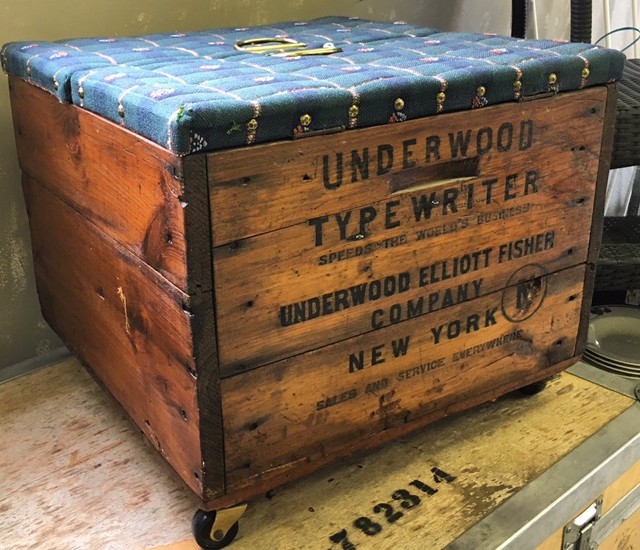 UNDERWOOD
TYPEWRITER
SPEEDS THE WORLD'S BUSINESS
UNDERWOOD ELLIOTT FISHER
COMPANY
NEW YORK
SALES AND SERVICE EVERYWHERE
782314